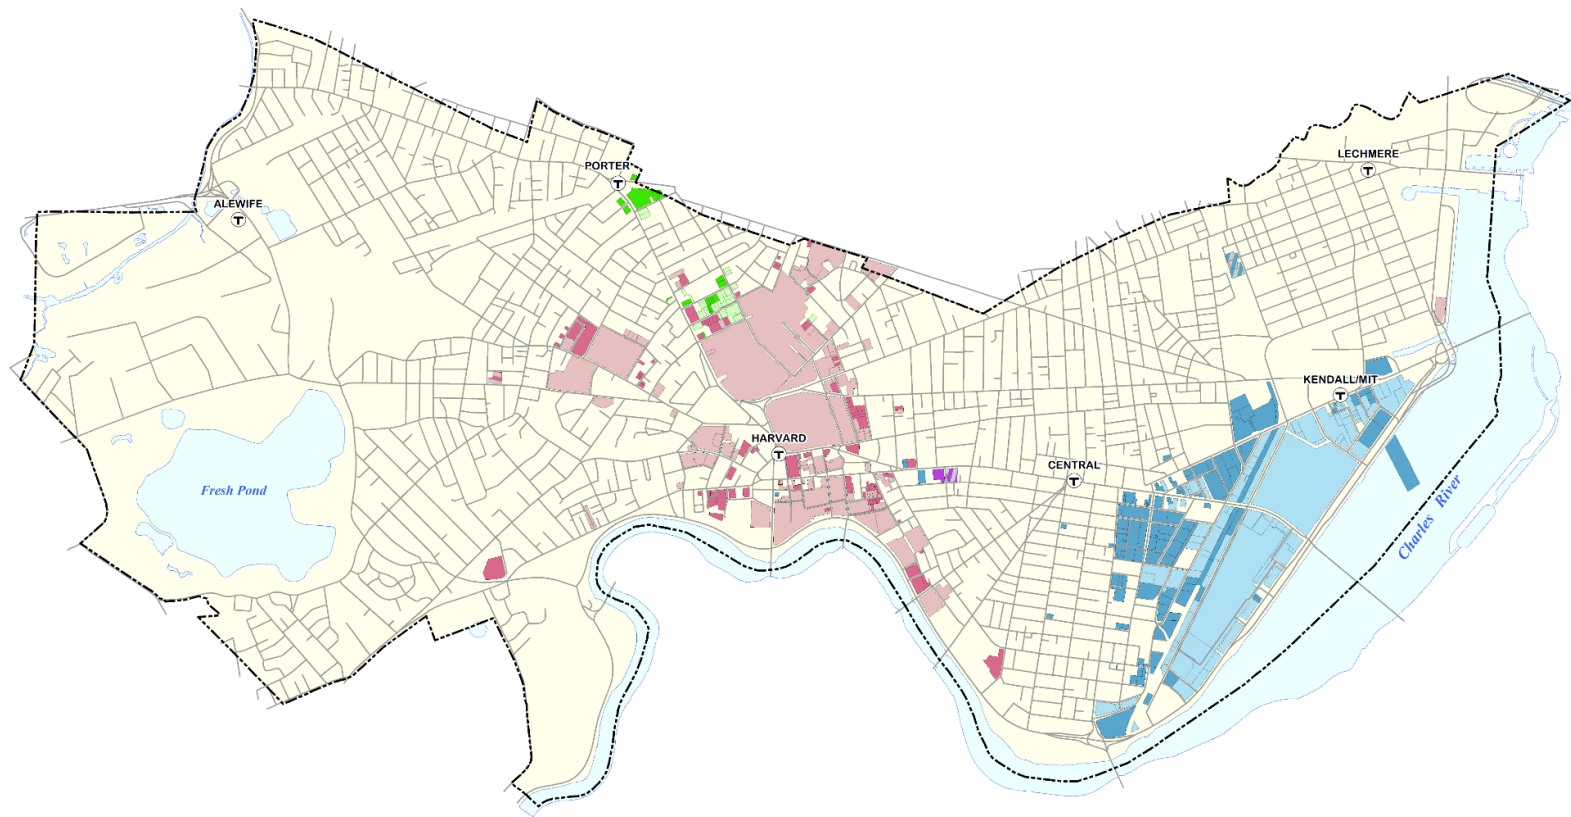 LECHMERE
T
PORTER
T
ALEWIFE
T
KENDALL/MIT
T
HARVARD
T
CENTRAL
T
Fresh Pond
Charles River